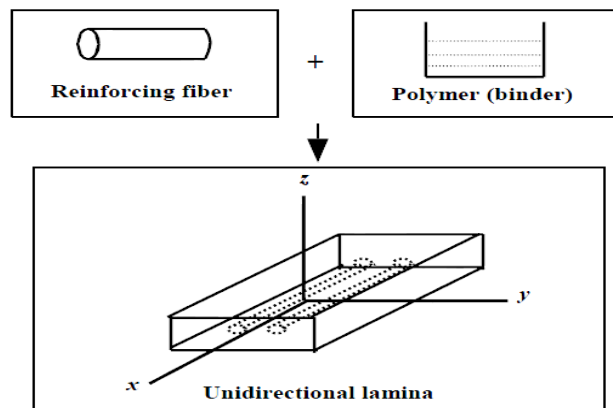 Reinforcing fiber
+
Polymer (binder)
z
y
x
Unidirectional lamina